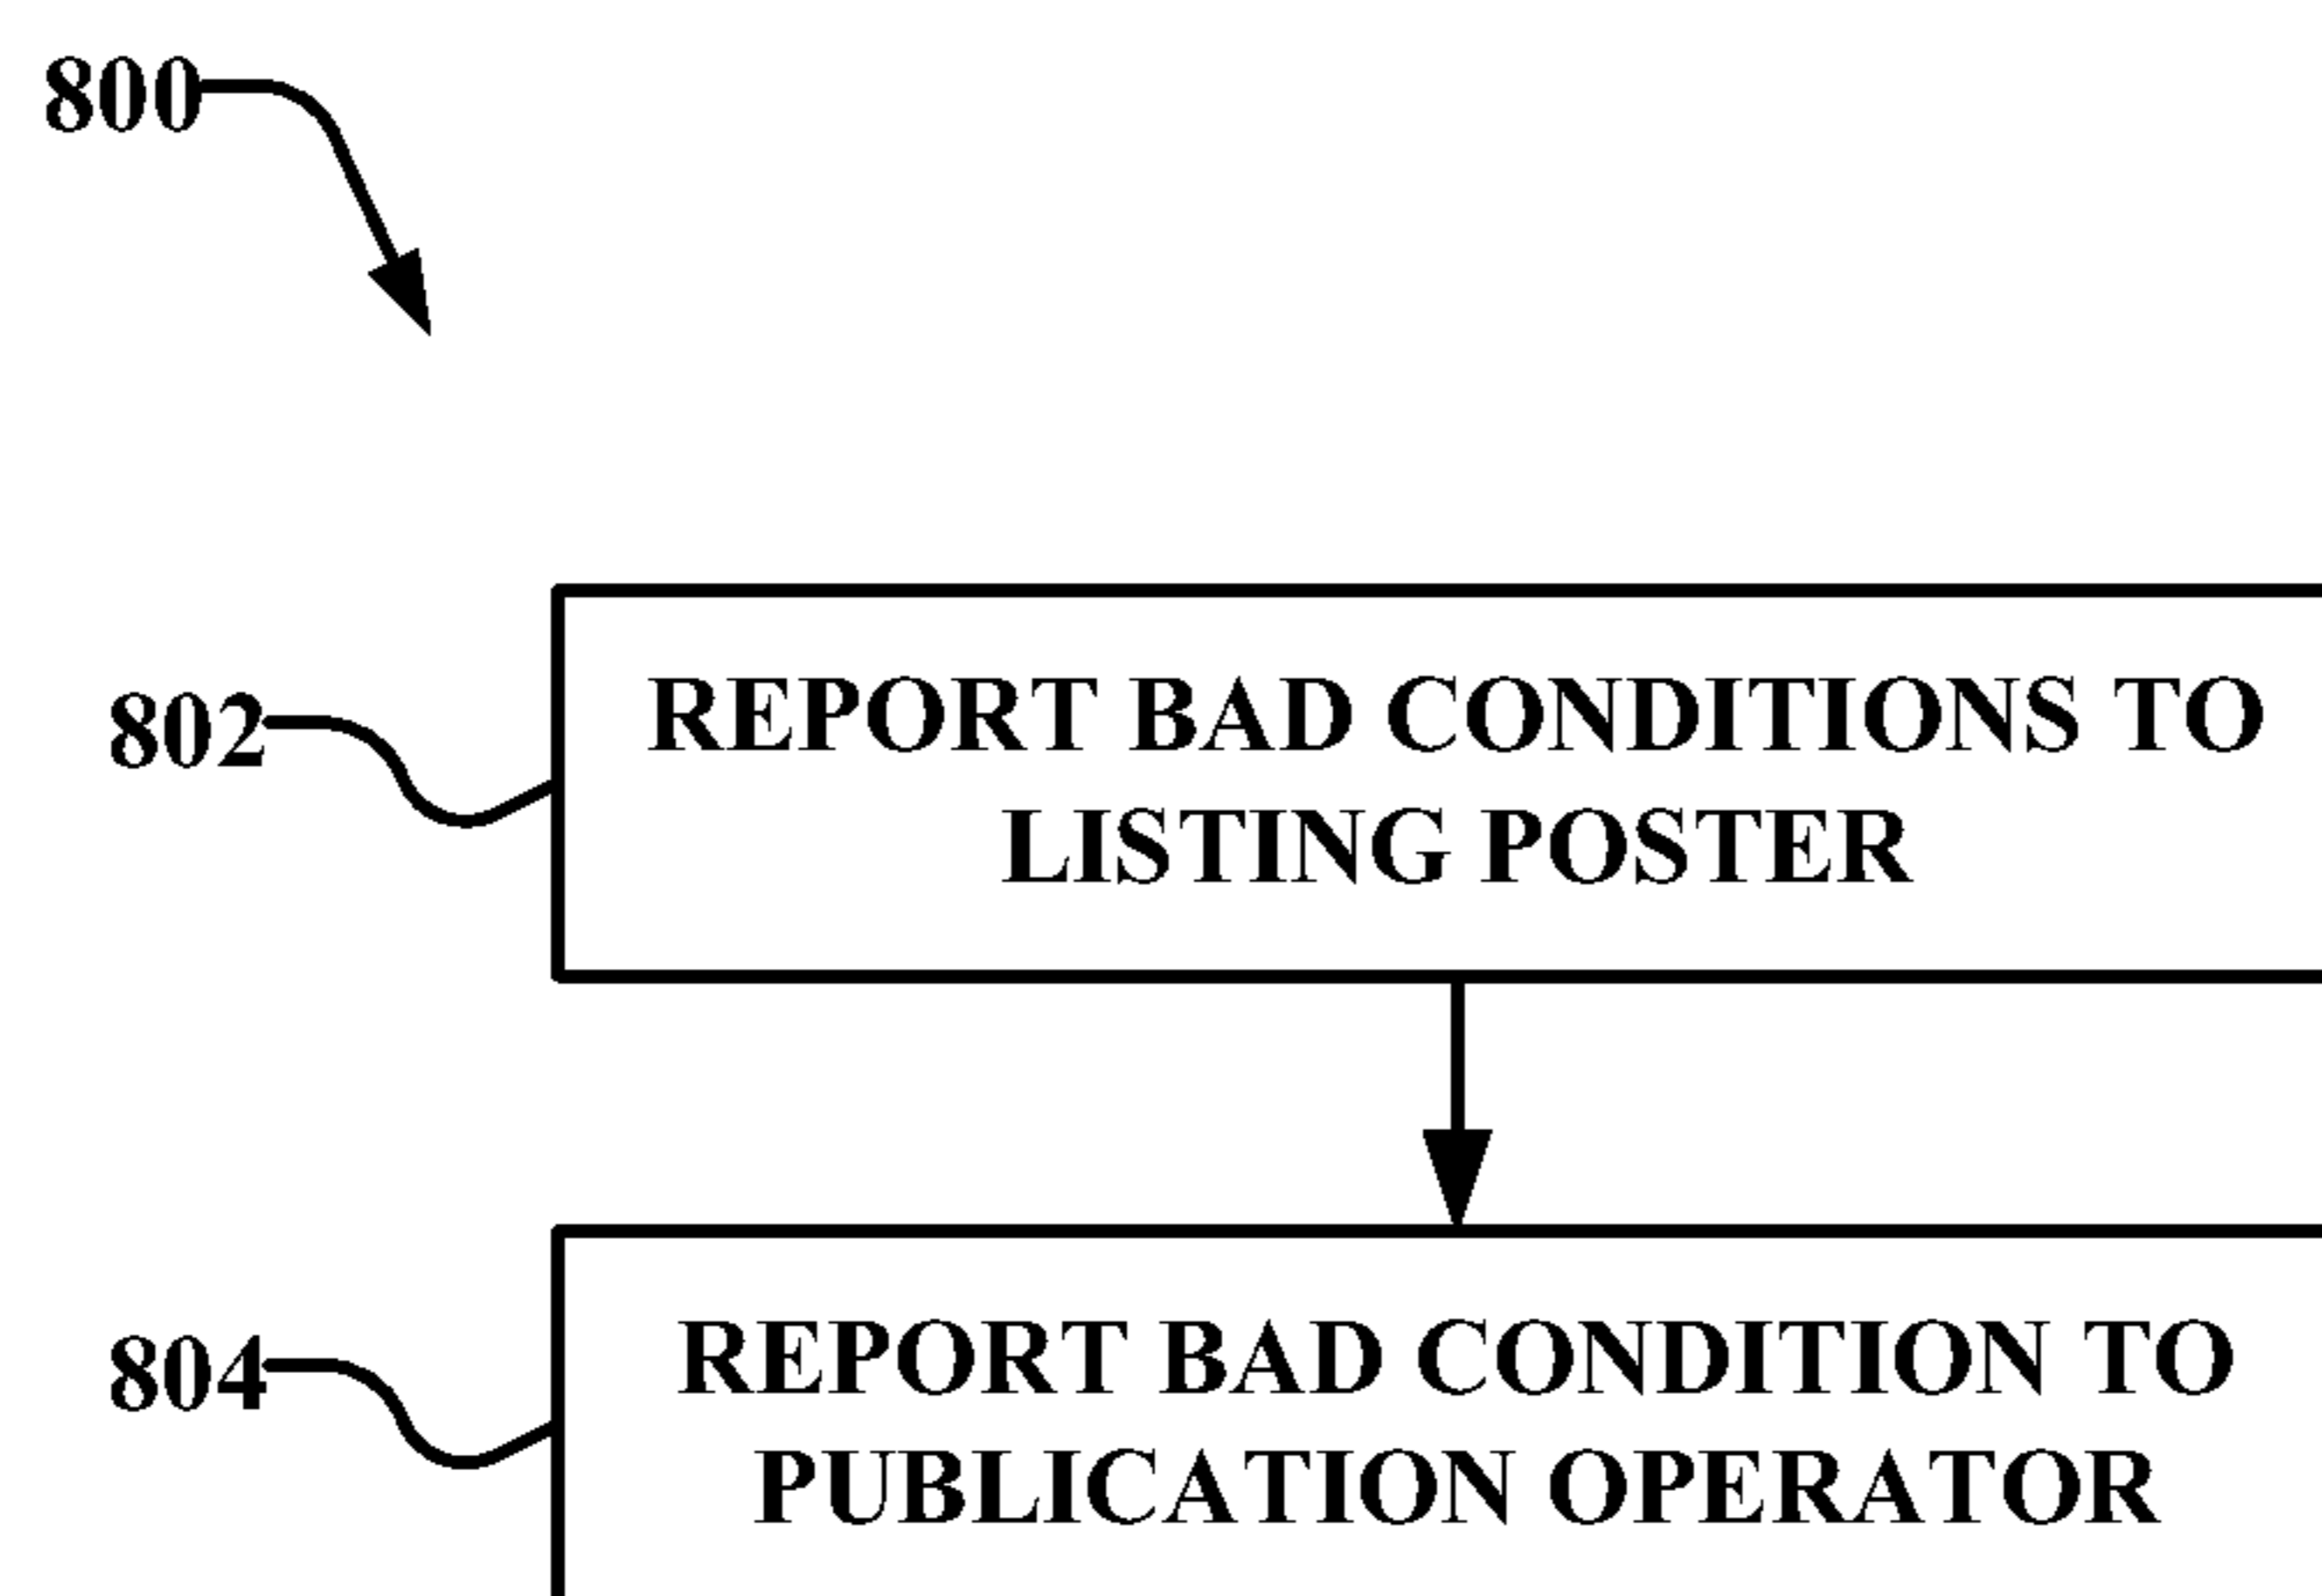 800
802
REPORT BAD CONDITIONS TO
LISTING POSTER
804
REPORT BAD CONDITION TO
PUBLICATION OPERATOR